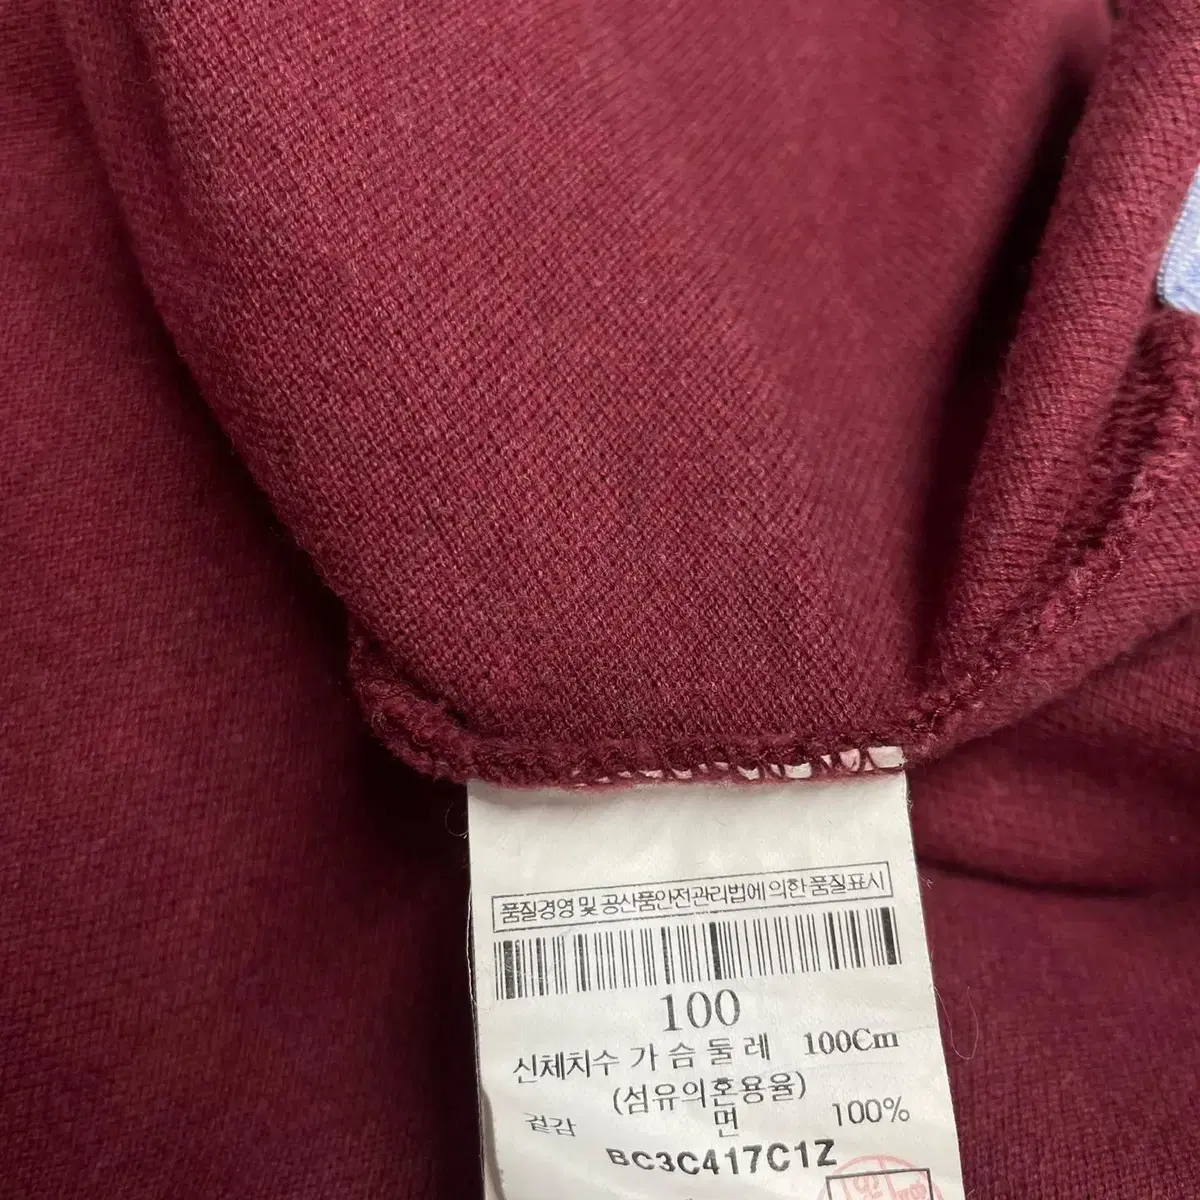 품질경영 및 공산품안전관리법에 의한 품질표시
100
신체치수 가 슴 둘 레 100Cm
(섬유의혼용율)
겉감 면 100%
BC3C417C1Z